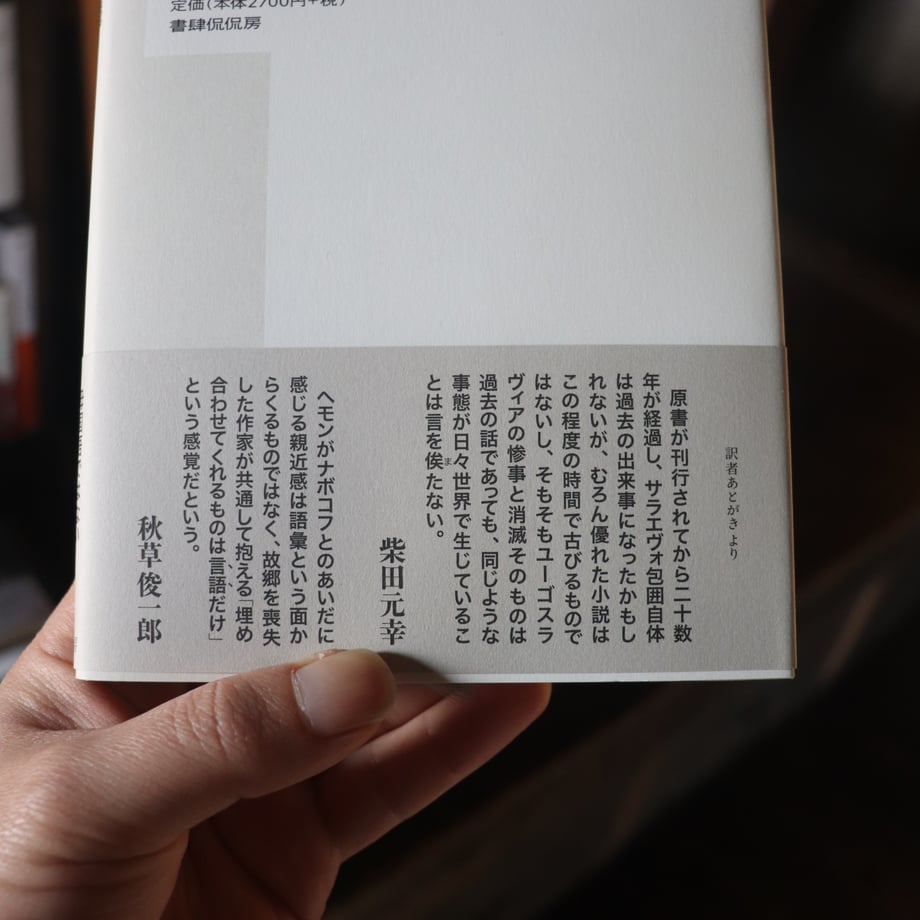 定価(本体2700円+税)
書肆侃侃房
訳者あとがきより
原書が刊行されてから二十数
年が経過し、サラエヴォ包囲自体
は過去の出来事になったかもし
れないが、むろん優れた小説は
この程度の時間で古びるもので
はないし、そもそもユーゴスラ
ヴィアの惨事と消滅そのものは
過去の話であっても、同じような
事態が日々世界で生じているこ
とは言を俟たない。
柴田元幸
ヘモンがナボコフとのあいだに
感じる親近感は語彙という面か
らくるものではなく、故郷を喪失
した作家が共通して抱える「埋め
合わせてくれるものは言語だけ」
という感覚だという。
秋草俊一郎